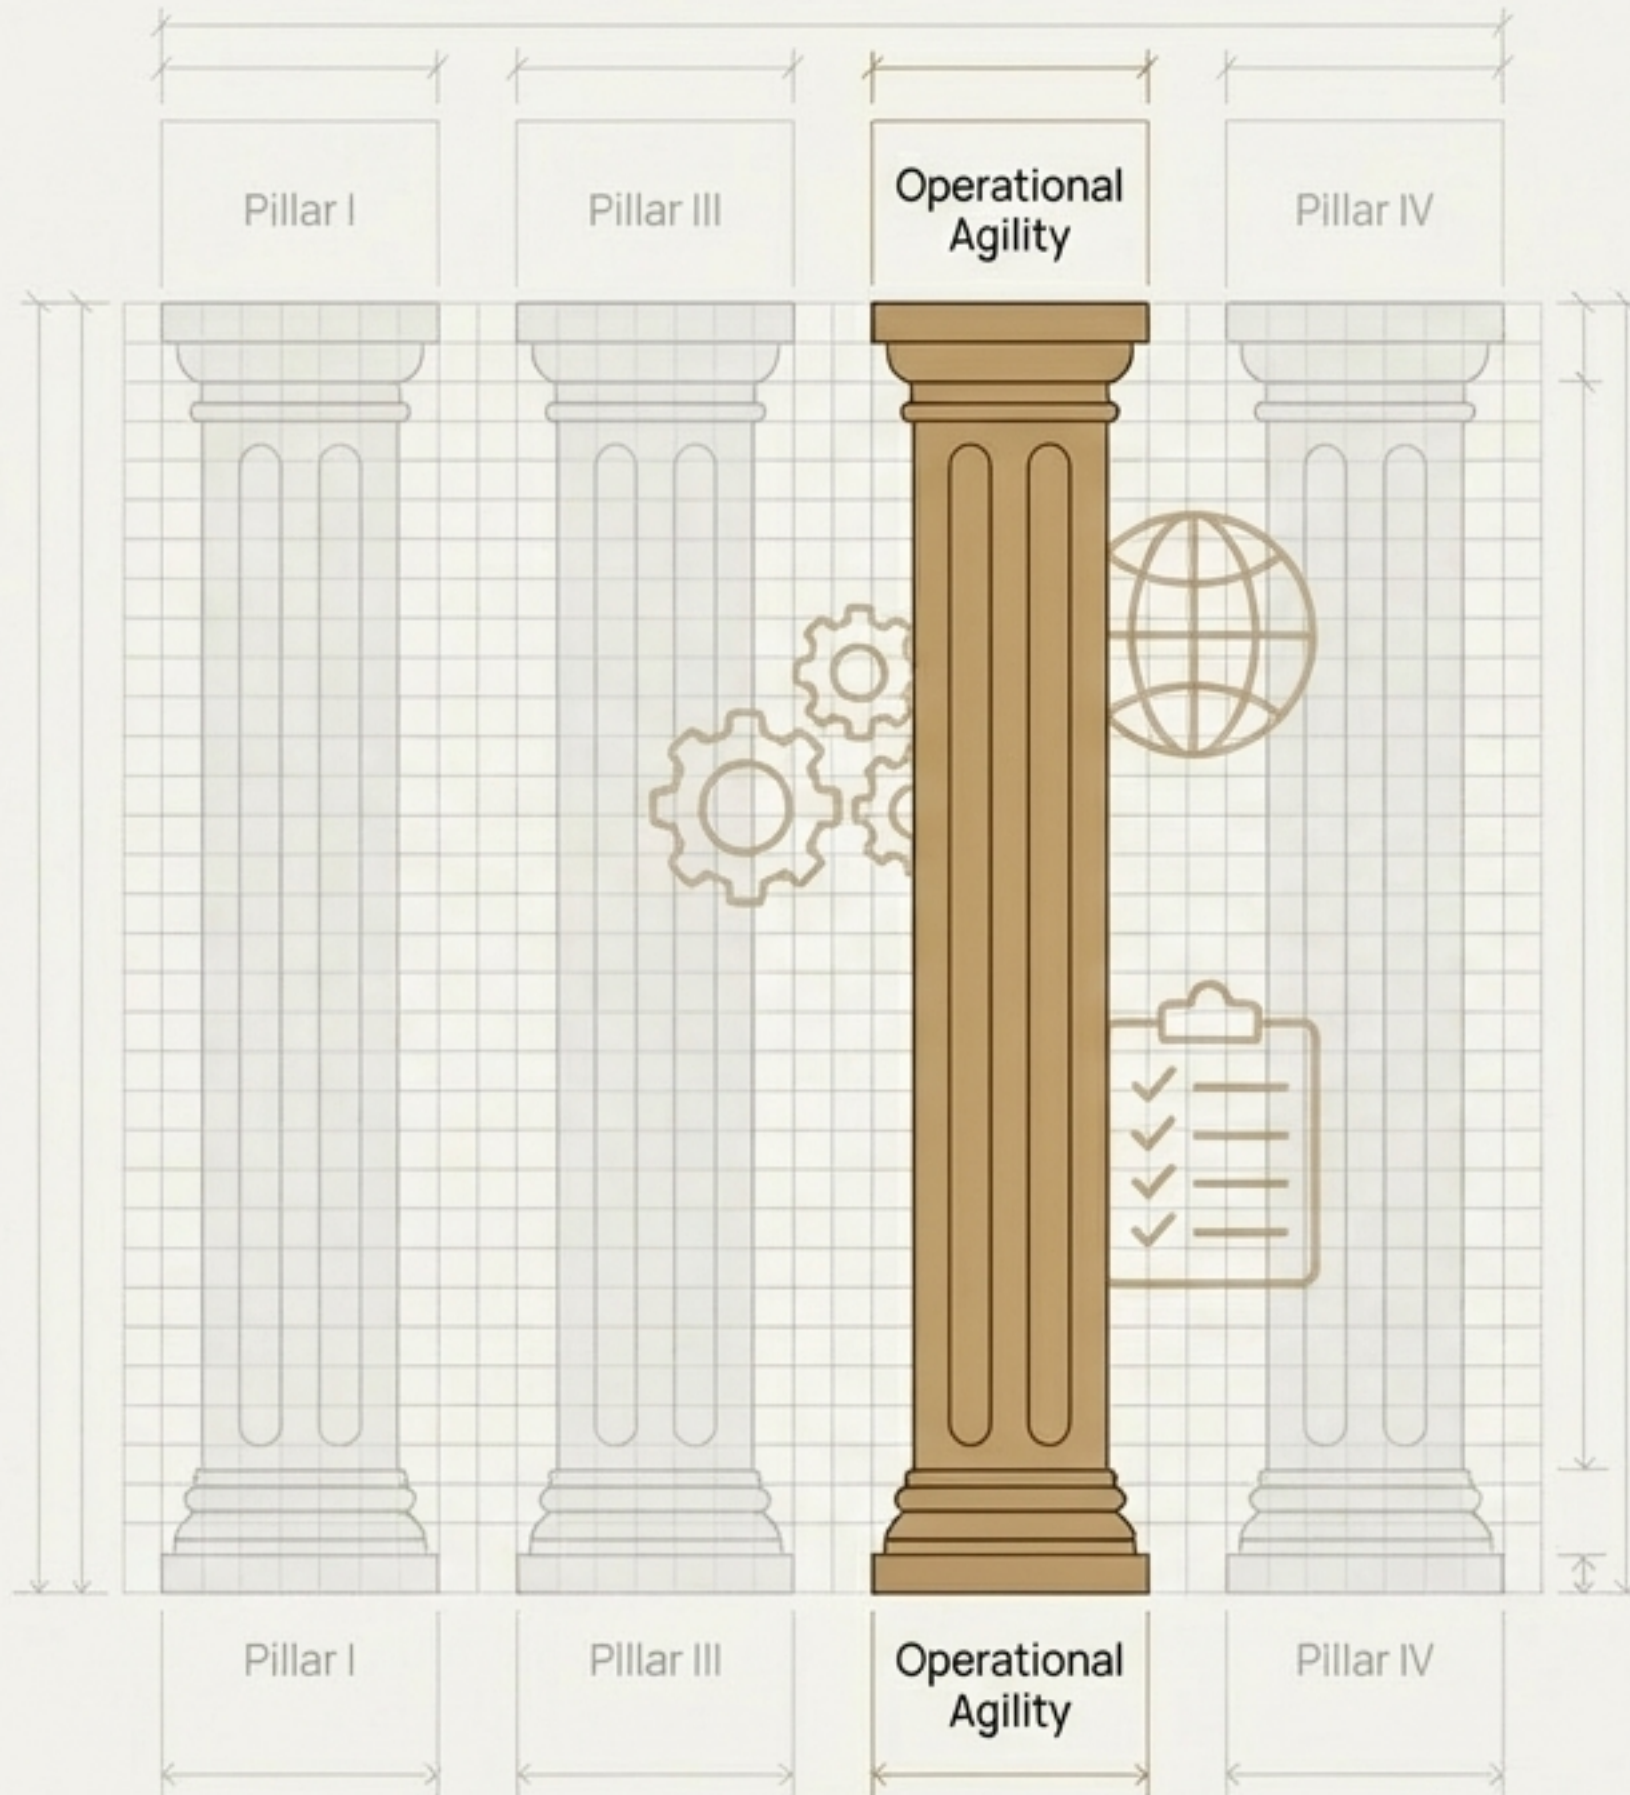 Pillar I
Pillar III
Operational
Agility
Pillar IV
Pillar I
PIllar III
Operational
Agility
Pillar IV